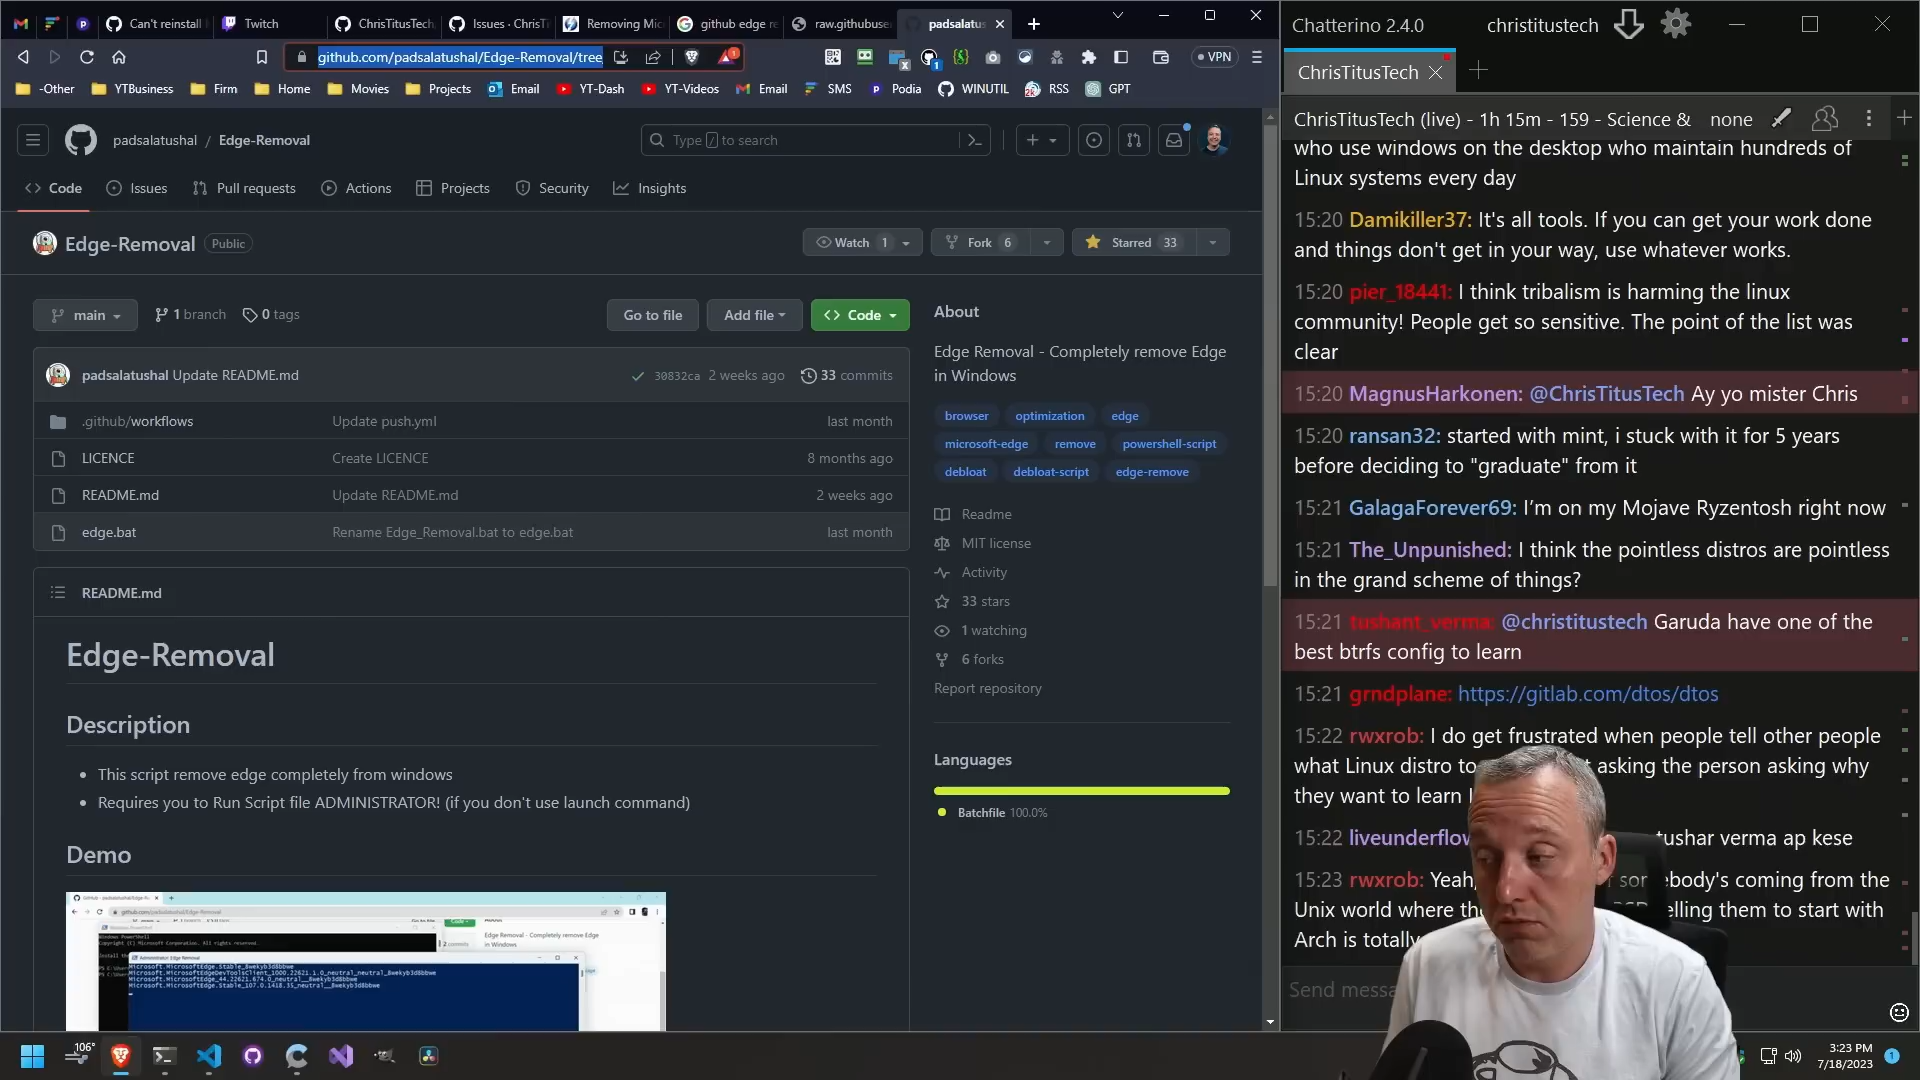 Can't reinstall
Twitch
ChrisTitusTech
Issues · ChrisT
Removing Mic
github edge re
raw.githubuse
padsalatus
github.com/padsalatushal/Edge-Removal/tree
VPN
-Other
YTBusiness
Firm
Home
Movies
Projects
Email
YT-Dash
YT-Videos
Email
SMS
Podia
WINUTIL
RSS
GPT
padsalatushal / Edge-Removal
Type / to search
Code
Issues
Pull requests
Actions
Projects
Security
Insights
Edge-Removal Public
Watch 1
Fork 6
Starred 33
main
1 branch
0 tags
Go to file
Add file
Code
padsalatushal Update README.md
30832ca 2 weeks ago
33 commits
.github/workflows Update push.yml last month
LICENCE Create LICENCE 8 months ago
README.md Update README.md 2 weeks ago
edge.bat Rename Edge_Removal.bat to edge.bat last month
README.md
Edge-Removal
Description
This script remove edge completely from windows
Requires you to Run Script file ADMINISTRATOR! (if you don't use launch command)
Demo
About
Edge Removal - Completely remove Edge
in Windows
browser optimization edge
microsoft-edge remove powershell-script
debloat debloat-script edge-remove
Readme
MIT license
Activity
33 stars
1 watching
6 forks
Report repository
Languages
Batchfile 100.0%
Chatterino 2.4.0
christitustech
ChrisTitusTech
ChrisTitusTech (live) - 1h 15m - 159 - Science &
none
who use windows on the desktop who maintain hundreds of
Linux systems every day
15:20 Damikiller37: It's all tools. If you can get your work done
and things don't get in your way, use whatever works.
15:20 pier_18441: I think tribalism is harming the linux
community! People get so sensitive. The point of the list was
clear
15:20 MagnusHarkonen: @ChrisTitusTech Ay yo mister Chris
15:20 ransan32: started with mint, i stuck with it for 5 years
before deciding to "graduate" from it
15:21 GalagaForever69: I'm on my Mojave Ryzentosh right now
15:21 The_Unpunished: I think the pointless distros are pointless
in the grand scheme of things?
15:21 tushant_verma: @christitustech Garuda have one of the
best btrfs config to learn
15:21 grndplane: https://gitlab.com/dtos/dtos
15:22 rwxrob: I do get frustrated when people tell other people
what Linux distro to asking the person asking why
they want to learn
15:22 liveunderflow tushar verma ap kese
15:23 rwxrob: Yeah, ebody's coming from the
Unix world where th elling them to start with
Arch is totally
Send messa
106°
3:23 PM
7/18/2023